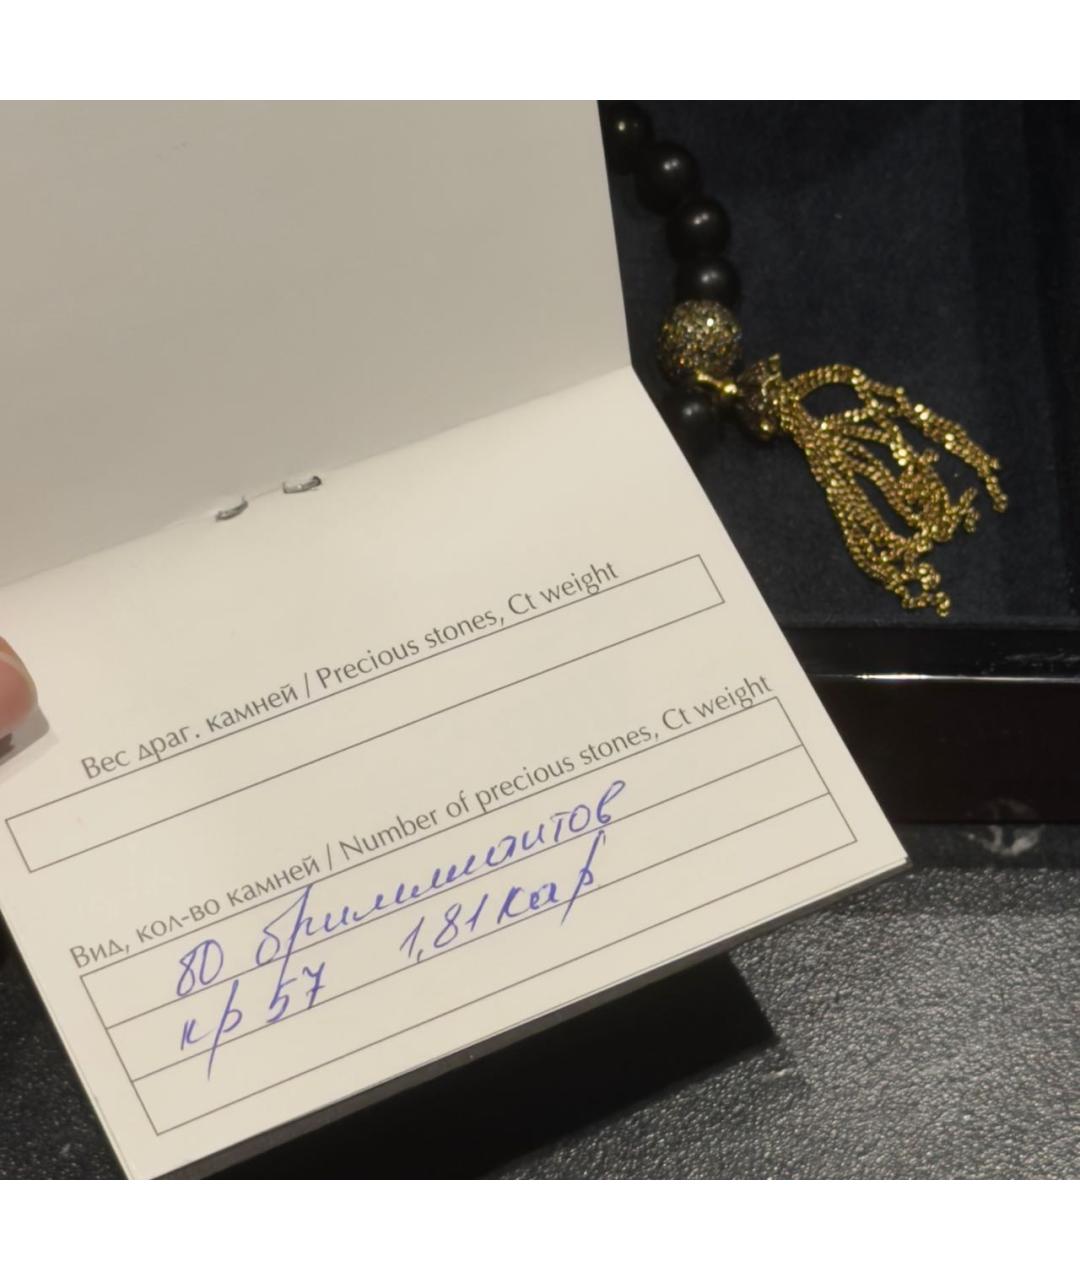 Вес драг. камней / Precious stones, Ct weight
Вид, кол-во камней / Number of precious stones, Ct weight
80 бриллиантов
кр 57 1,81 кар